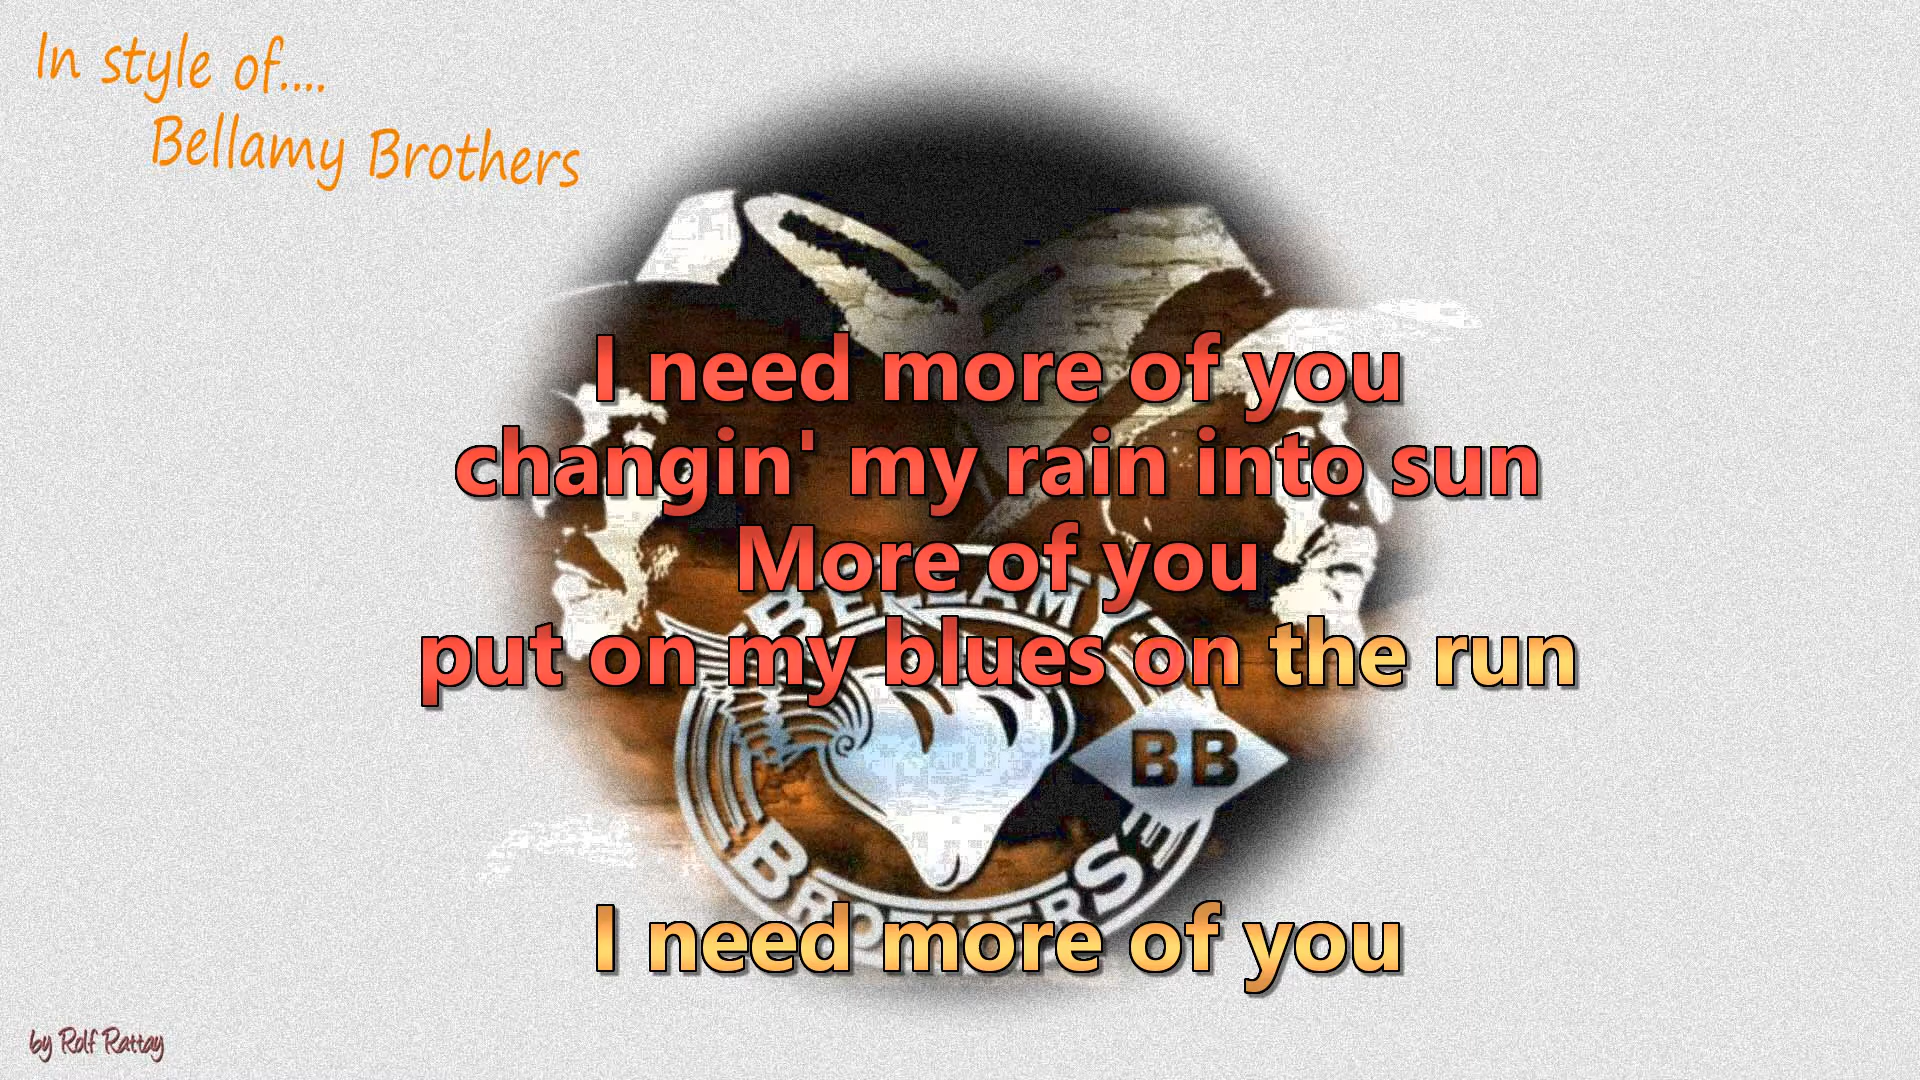 In style of....
Bellamy Brothers
I need more of you
changin' my rain into sun
More of you
put on my blues on the run
BELLAMY
BB
BROTHERS
I need more of you
by Rolf Rattay